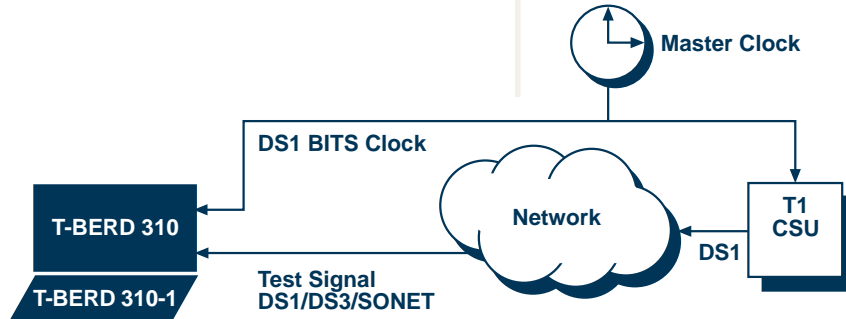 Master Clock
DS1 BITS Clock
T-BERD 310
Network
T1
CSU
DS1
Test Signal
DS1/DS3/SONET
T-BERD 310-1